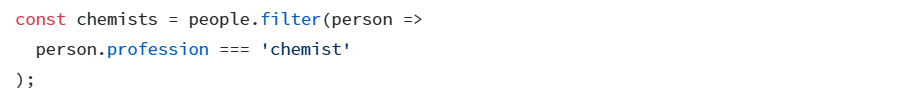 const chemists = people.filter(person =>
  person.profession === 'chemist'
);